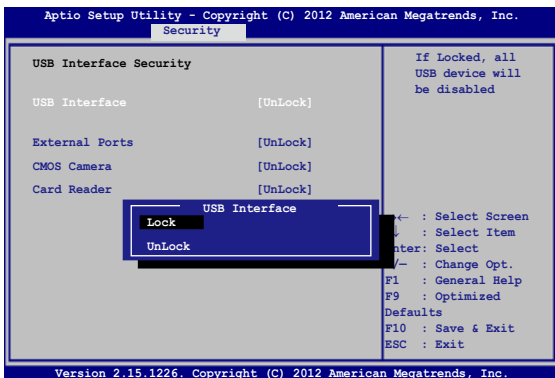 Aptio Setup Utility - Copyright (C) 2012 American Megatrends, Inc.
Security
USB Interface Security
USB Interface [UnLock]
External Ports [UnLock]
CMOS Camera [UnLock]
Card Reader [UnLock]
USB Interface
Lock
UnLock
If Locked, all
USB device will
be disabled
→← : Select Screen
↓ : Select Item
nter: Select
/— : Change Opt.
F1 : General Help
F9 : Optimized
Defaults
F10 : Save & Exit
ESC : Exit
Version 2.15.1226. Copyright (C) 2012 American Megatrends, Inc.